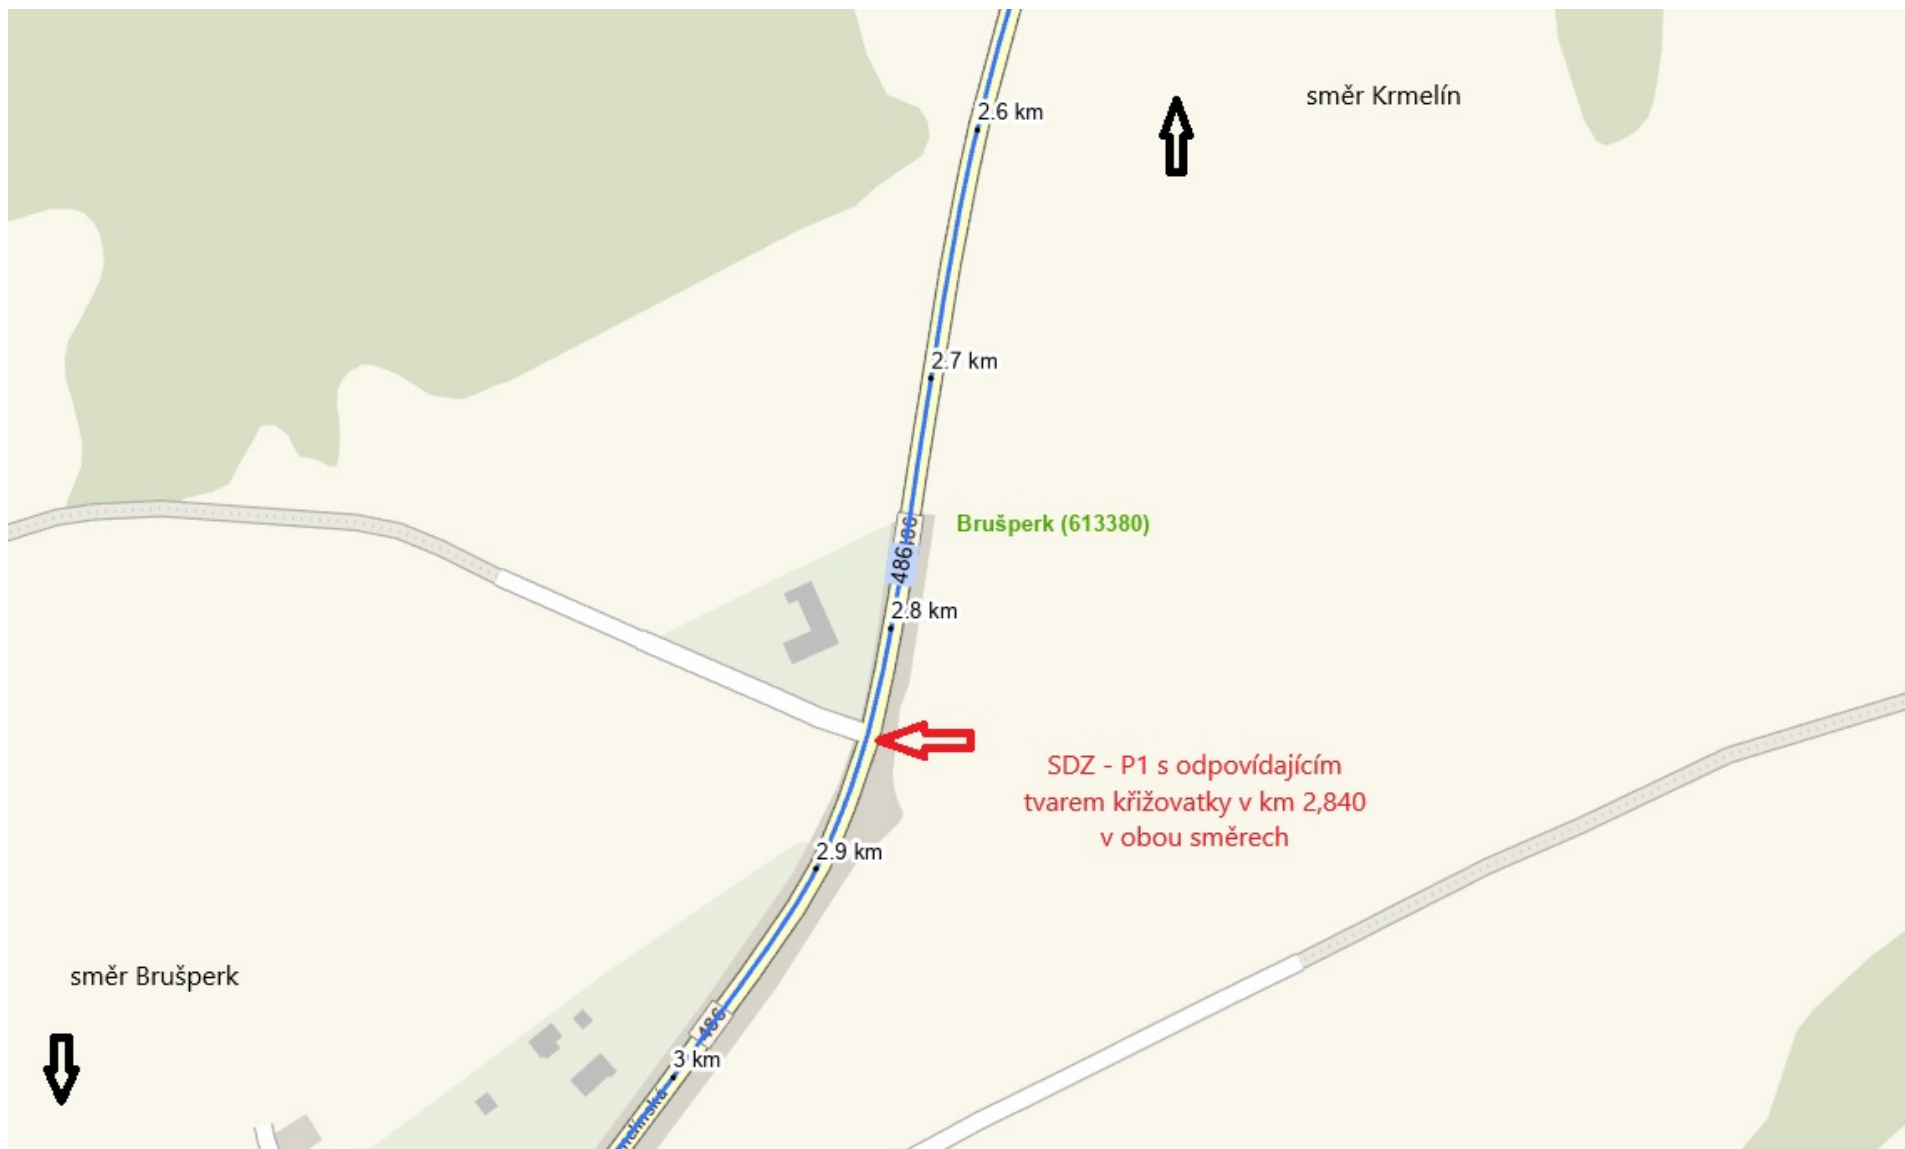 2.6 km
směr Krmelín
2.7 km
Brušperk (613380)
486
2.8 km
SDZ - P1 s odpovídajícím
tvarem křižovatky v km 2,840
v obou směrech
2.9 km
směr Brušperk
486
3 km